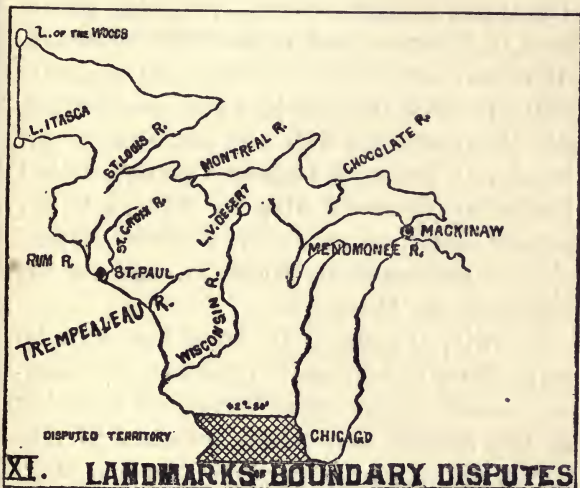 L. OF THE WOODS
L. ITASCA
ST. LOUIS R.
MONTREAL R.
CHOCOLATE R.
ST. CROIX R.
L.V. DESERT
MACKINAW
MENOMONEE R.
RUM R.
ST. PAUL
TREMPEALEAU R.
WISCONSIN R.
42°-30'
DISPUTED TERRITORY
CHICAGO
XI. LANDMARKS-BOUNDARY DISPUTES